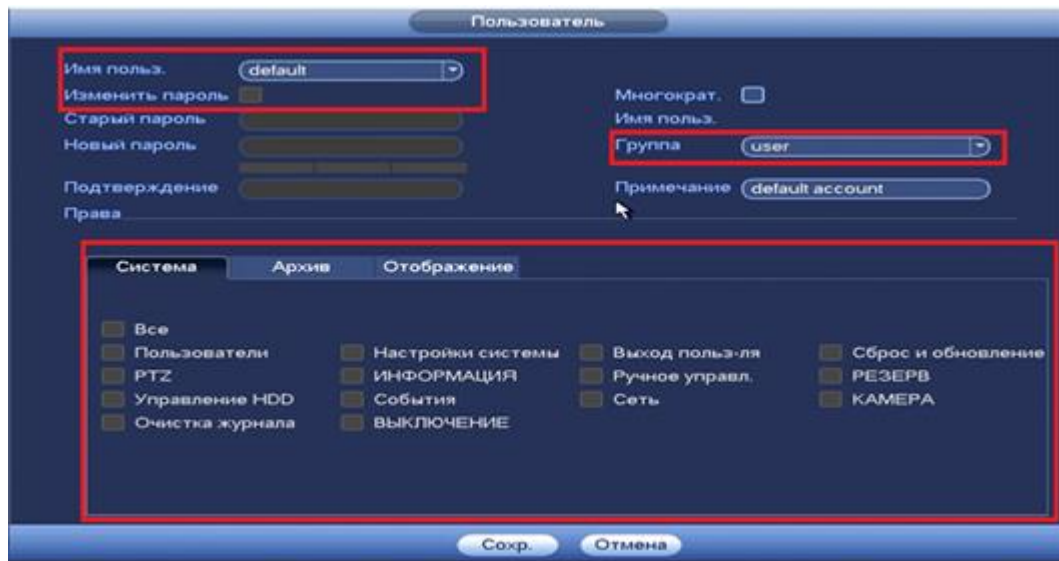 Пользователь
Имя польз. default
Изменить пароль Многократ.
Старый пароль Имя польз.
Новый пароль Группа user
Подтверждение Примечание default account
Права
Система Архив Отображение
Все
Пользователи Настройки системы Выход польз-ля Сброс и обновление
PTZ ИНФОРМАЦИЯ Ручное управл. РЕЗЕРВ
Управление HDD События Сеть КАМЕРА
Очистка журнала ВЫКЛЮЧЕНИЕ
Сохр. Отмена